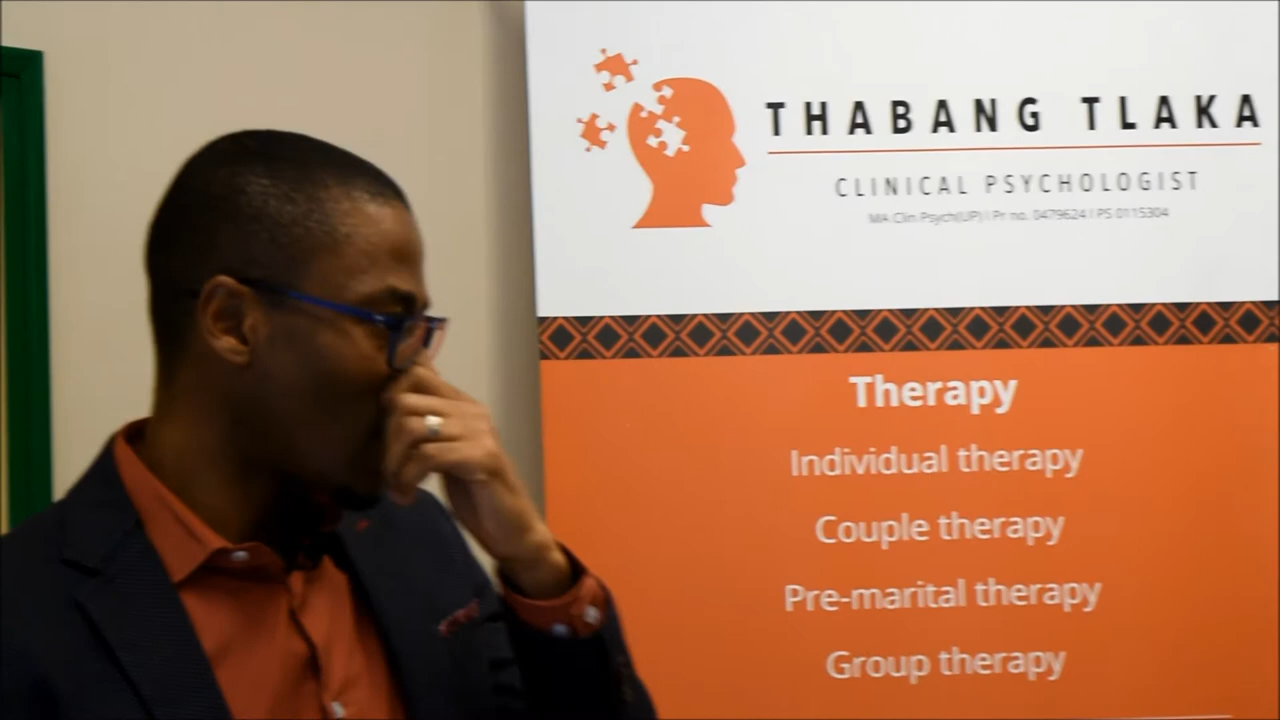 THABANG TLAKA
CLINICAL PSYCHOLOGIST
MA Clin Psych(UP) | Pr no. 0479624 | PS 0115304
Therapy
Individual therapy
Couple therapy
Pre-marital therapy
Group therapy